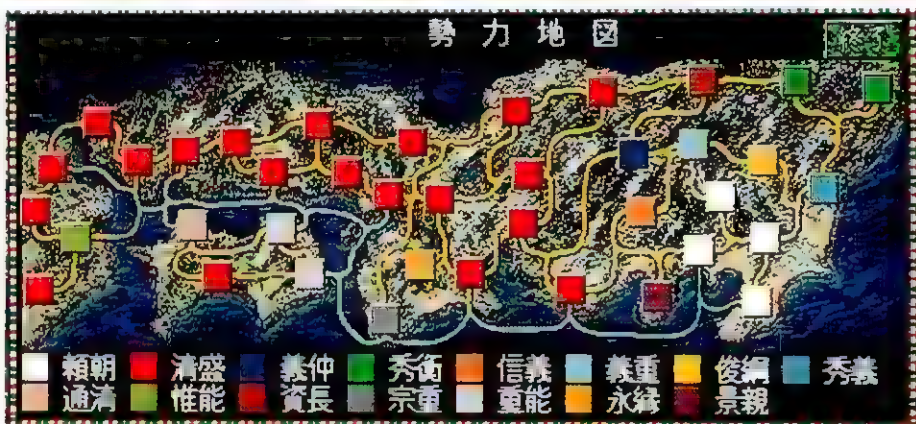 勢力地図
終了
頼朝 清盛 義仲 秀衡 信義 義重 俊綱 秀義
通清 惟能 資長 宗重 重能 永縁 景親